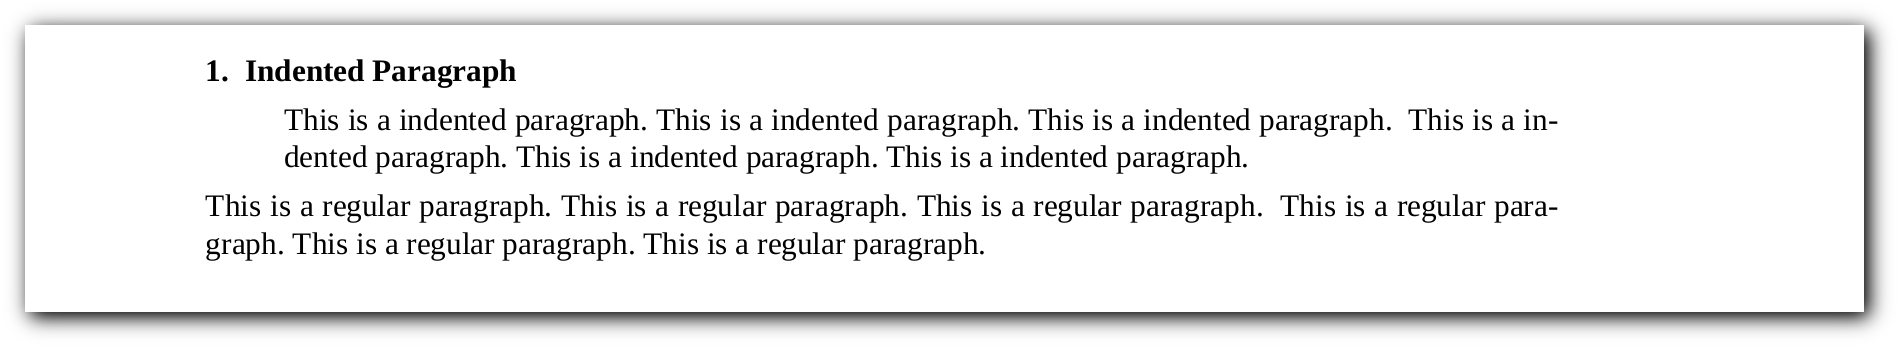 1. Indented Paragraph
This is a indented paragraph. This is a indented paragraph. This is a indented paragraph.  This is a in-
dented paragraph. This is a indented paragraph. This is a indented paragraph.
This is a regular paragraph. This is a regular paragraph. This is a regular paragraph.  This is a regular para-
graph. This is a regular paragraph. This is a regular paragraph.